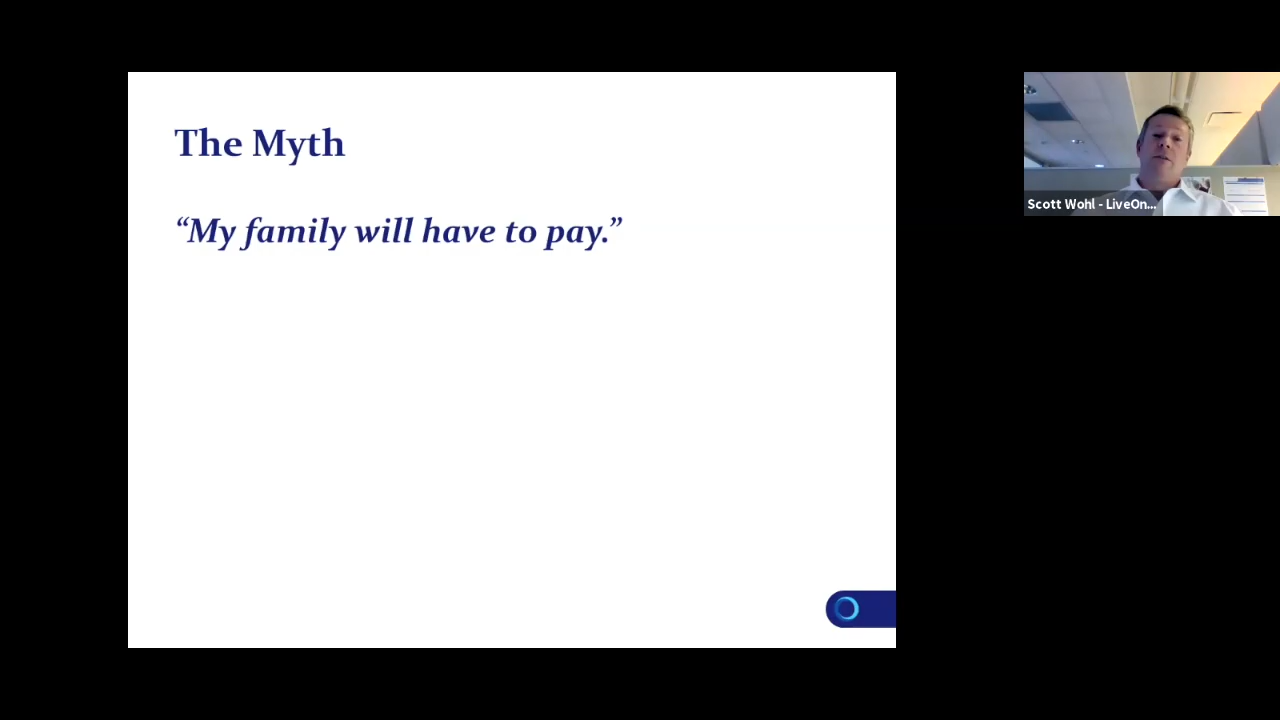 The Myth
“My family will have to pay.”
Scott Wohl - LiveOn...